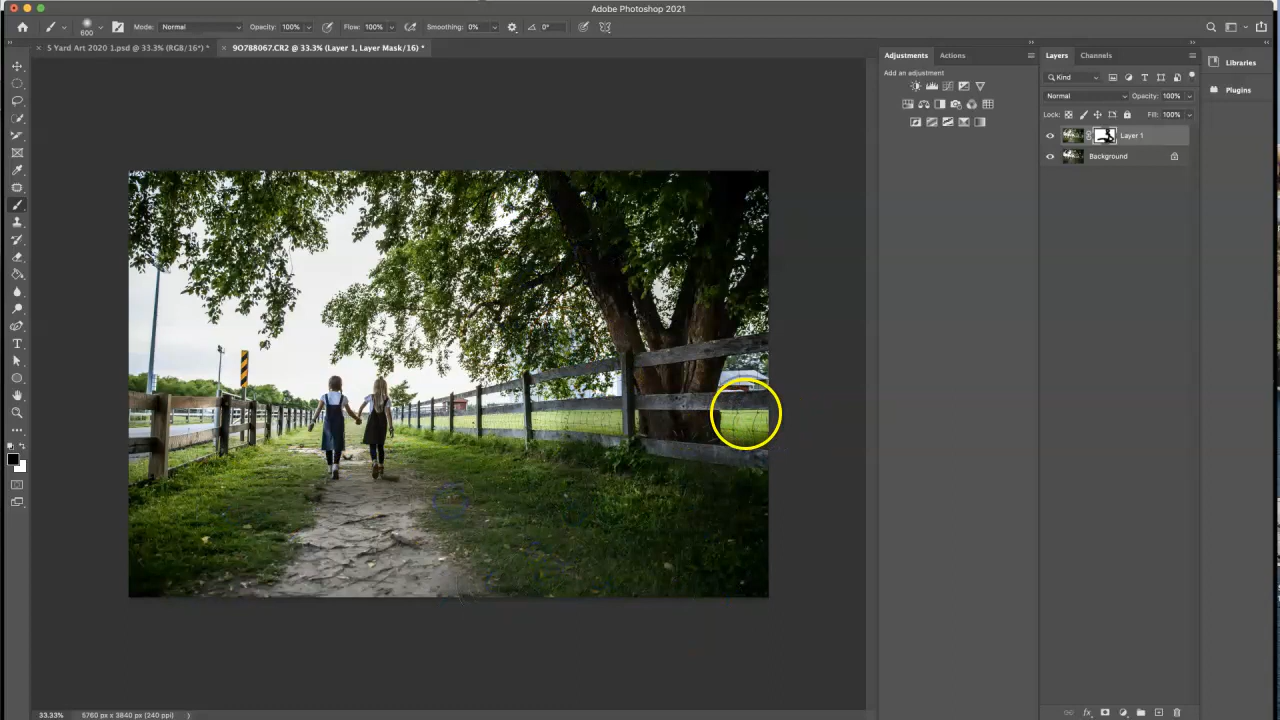 Adobe Photoshop 2021
600
Mode: Normal
Opacity: 100%
Flow: 100%
Smoothing: 0%
0°
S Yard Art 2020 1.psd @ 33.3% (RGB/16*) *
9O7B8067.CR2 @ 33.3% (Layer 1, Layer Mask/16) *
Adjustments
Actions
Add an adjustment
Layers
Channels
Kind
Normal
Opacity: 100%
Lock:
Fill: 100%
Layer 1
Background
Libraries
Plugins
33.33%
5760 px x 3840 px (240 ppi)